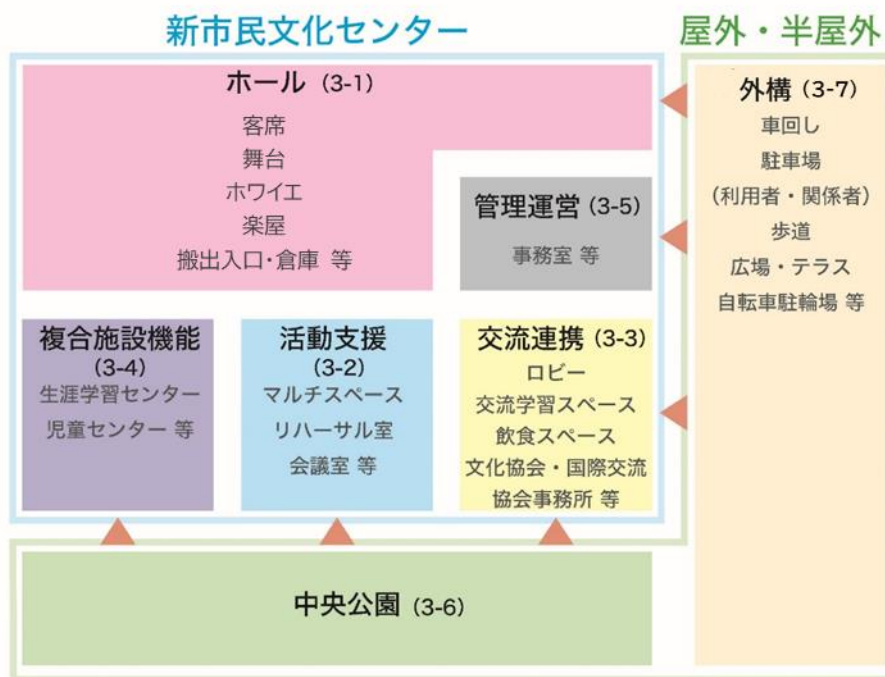 新市民文化センター
屋外・半屋外
ホール (3-1)
客席
舞台
ホワイエ
楽屋
搬出入口・倉庫 等
管理運営 (3-5)
事務室 等
複合施設機能
(3-4)
生涯学習センター
児童センター 等
活動支援
(3-2)
マルチスペース
リハーサル室
会議室 等
交流連携 (3-3)
ロビー
交流学習スペース
飲食スペース
文化協会・国際交流
協会事務所 等
外構 (3-7)
車回し
駐車場
(利用者・関係者)
歩道
広場・テラス
自転車駐輪場 等
中央公園 (3-6)